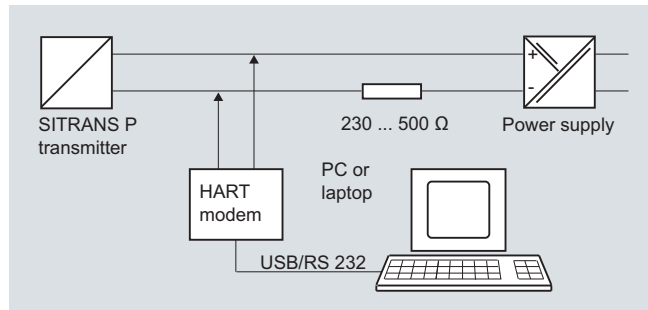 +
-
SITRANS P
transmitter
230 ... 500 Ω
Power supply
HART
modem
PC or
laptop
USB/RS 232